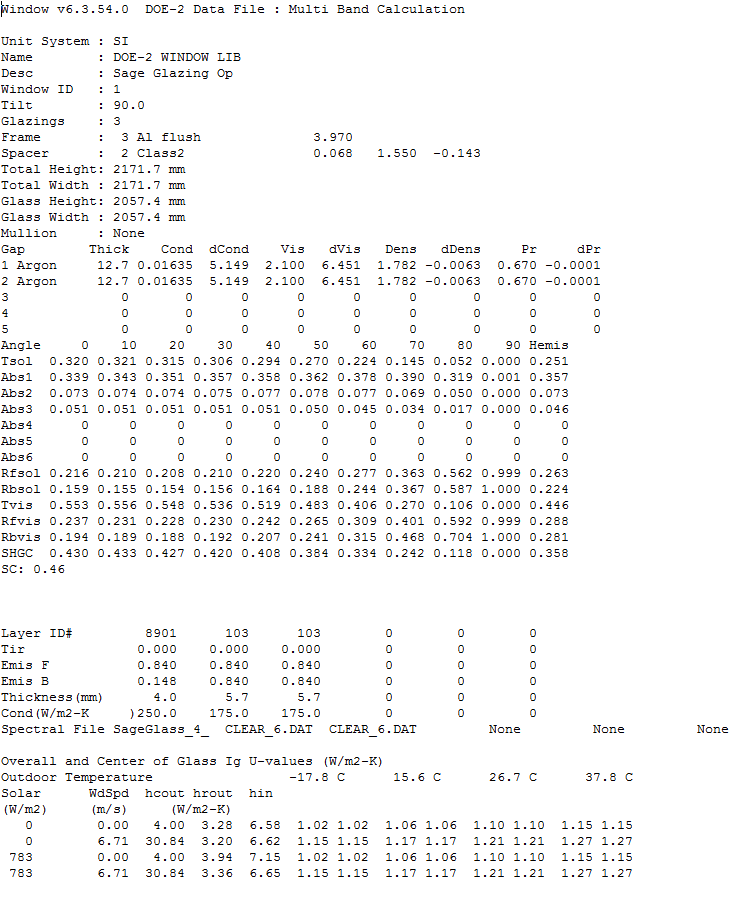 Window v6.3.54.0  DOE-2 Data File : Multi Band Calculation
Unit System : SI
Name        : DOE-2 WINDOW LIB
Desc        : Sage Glazing Op
Window ID   : 1
Tilt        : 90.0
Glazings    : 3
Frame       :  3 Al flush              3.970
Spacer      :  2 Class2                0.068   1.550  -0.143
Total Height: 2171.7 mm
Total Width : 2171.7 mm
Glass Height: 2057.4 mm
Glass Width : 2057.4 mm
Mullion     : None
Gap        Thick    Cond  dCond    Vis   dVis   Dens   dDens     Pr     dPr
1 Argon     12.7 0.01635  5.149  2.100  6.451  1.782 -0.0063  0.670 -0.0001
2 Argon     12.7 0.01635  5.149  2.100  6.451  1.782 -0.0063  0.670 -0.0001
3              0       0      0      0      0      0       0      0       0
4              0       0      0      0      0      0       0      0       0
5              0       0      0      0      0      0       0      0       0
Angle     0    10    20    30    40    50    60    70    80    90 Hemis
Tsol  0.320 0.321 0.315 0.306 0.294 0.270 0.224 0.145 0.052 0.000 0.251
Abs1  0.339 0.343 0.351 0.357 0.358 0.362 0.378 0.390 0.319 0.001 0.357
Abs2  0.073 0.074 0.074 0.075 0.077 0.078 0.077 0.069 0.050 0.000 0.073
Abs3  0.051 0.051 0.051 0.051 0.051 0.050 0.045 0.034 0.017 0.000 0.046
Abs4      0     0     0     0     0     0     0     0     0     0     0
Abs5      0     0     0     0     0     0     0     0     0     0     0
Abs6      0     0     0     0     0     0     0     0     0     0     0
Rfsol 0.216 0.210 0.208 0.210 0.220 0.240 0.277 0.363 0.562 0.999 0.263
Rbsol 0.159 0.155 0.154 0.156 0.164 0.188 0.244 0.367 0.587 1.000 0.224
Tvis  0.553 0.556 0.548 0.536 0.519 0.483 0.406 0.270 0.106 0.000 0.446
Rfvis 0.237 0.231 0.228 0.230 0.242 0.265 0.309 0.401 0.592 0.999 0.288
Rbvis 0.194 0.189 0.188 0.192 0.207 0.241 0.315 0.468 0.704 1.000 0.281
SHGC  0.430 0.433 0.427 0.420 0.408 0.384 0.334 0.242 0.118 0.000 0.358
SC: 0.46
Layer ID#         8901     103     103       0       0       0
Tir              0.000   0.000   0.000       0       0       0
Emis F           0.840   0.840   0.840       0       0       0
Emis B           0.148   0.840   0.840       0       0       0
Thickness(mm)      4.0     5.7     5.7       0       0       0
Cond(W/m2-K     )250.0   175.0   175.0       0       0       0
Spectral File SageGlass_4_  CLEAR_6.DAT  CLEAR_6.DAT         None         None         None
Overall and Center of Glass Ig U-values (W/m2-K)
Outdoor Temperature                 -17.8 C     15.6 C      26.7 C      37.8 C
Solar      WdSpd  hcout hrout   hin
(W/m2)     (m/s)     (W/m2-K)
0        0.00    4.00  3.28  6.58  1.02 1.02  1.06 1.06  1.10 1.10  1.15 1.15
0        6.71   30.84  3.20  6.62  1.15 1.15  1.17 1.17  1.21 1.21  1.27 1.27
783        0.00    4.00  3.94  7.15  1.02 1.02  1.06 1.06  1.10 1.10  1.15 1.15
783        6.71   30.84  3.36  6.65  1.15 1.15  1.17 1.17  1.21 1.21  1.27 1.27